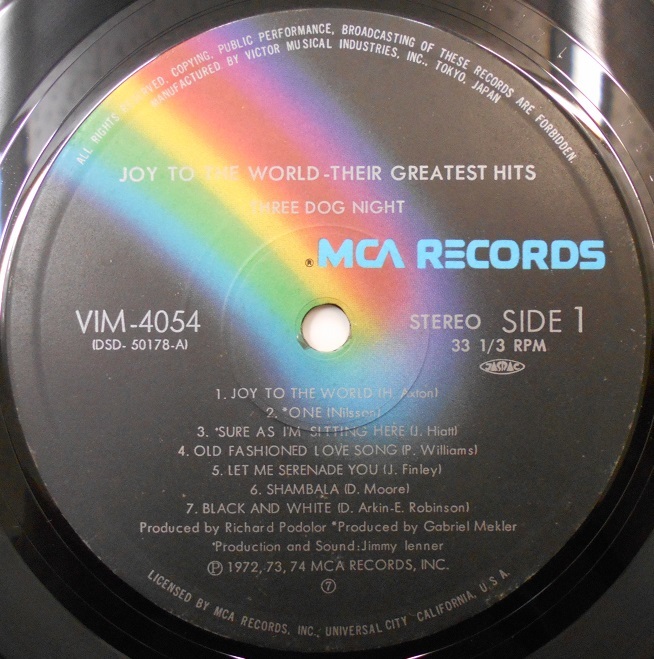 ALL RIGHTS RESERVED. COPYING, PUBLIC PERFORMANCE, BROADCASTING OF THESE RECORDS ARE FORBIDDEN.
MANUFACTURED BY VICTOR MUSICAL INDUSTRIES, INC., TOKYO, JAPAN
JOY TO THE WORLD-THEIR GREATEST HITS
THREE DOG NIGHT
® MCA RECORDS
VIM-4054
(DSD- 50178-A)
STEREO SIDE 1
33 1/3 RPM
JASRAC
1. JOY TO THE WORLD (H. Axton)
2. *ONE (Nilsson)
3. *SURE AS I'M SITTING HERE (J. Hiatt)
4. OLD FASHIONED LOVE SONG (P. Williams)
5. LET ME SERENADE YOU (J. Finley)
6. SHAMBALA (D. Moore)
7. BLACK AND WHITE (D. Arkin-E. Robinson)
Produced by Richard Podolor *Produced by Gabriel Mekler
*Production and Sound:Jimmy Ienner
Ⓟ 1972, 73, 74 MCA RECORDS, INC.
⑦
LICENSED BY MCA RECORDS, INC., UNIVERSAL CITY CALIFORNIA, U.S.A.